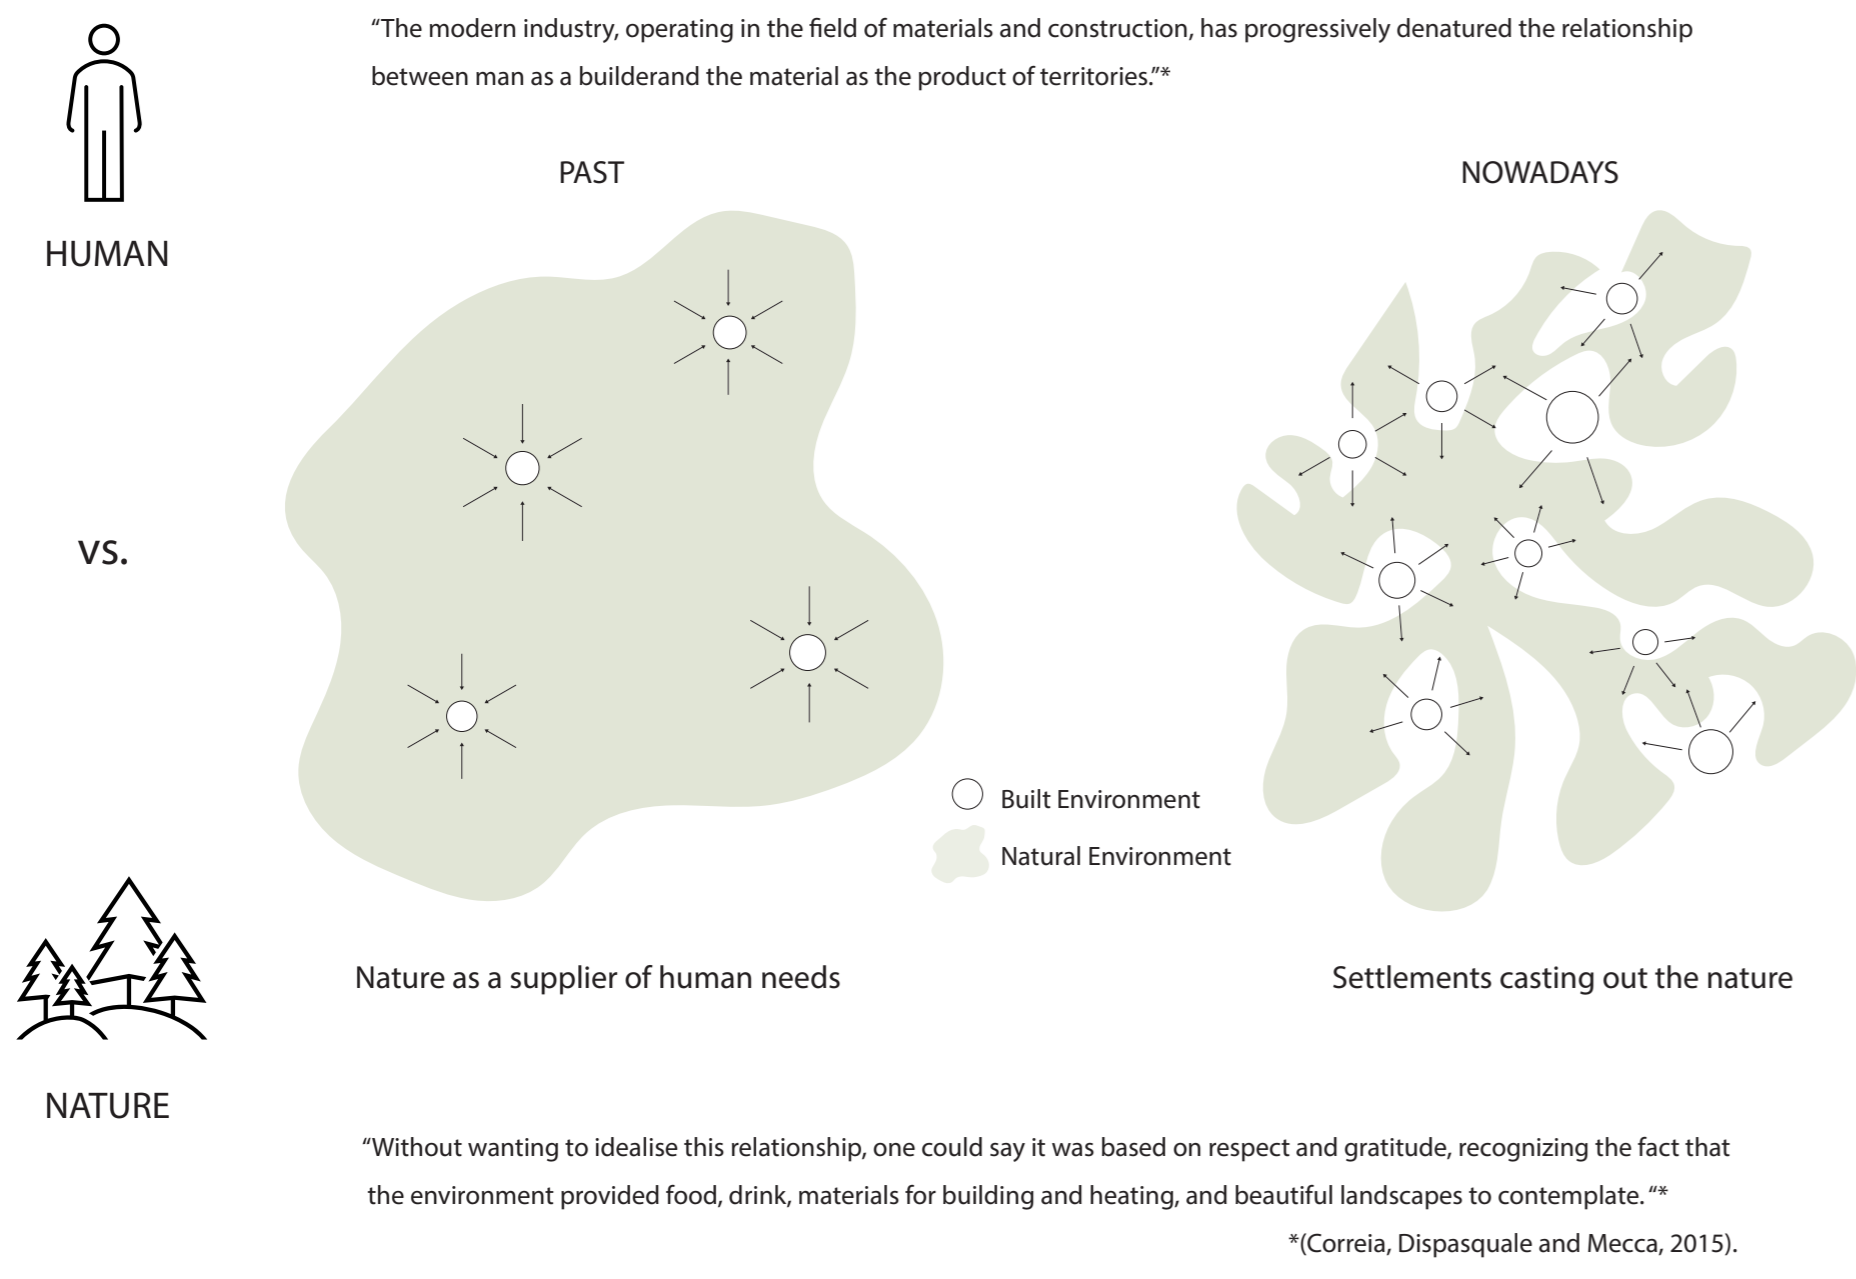 “The modern industry, operating in the field of materials and construction, has progressively denatured the relationship
between man as a builderand the material as the product of territories.”*
PAST
NOWADAYS
HUMAN
vs.
Built Environment
Natural Environment
Nature as a supplier of human needs
Settlements casting out the nature
NATURE
“Without wanting to idealise this relationship, one could say it was based on respect and gratitude, recognizing the fact that
the environment provided food, drink, materials for building and heating, and beautiful landscapes to contemplate. “*
*(Correia, Dispasquale and Mecca, 2015).